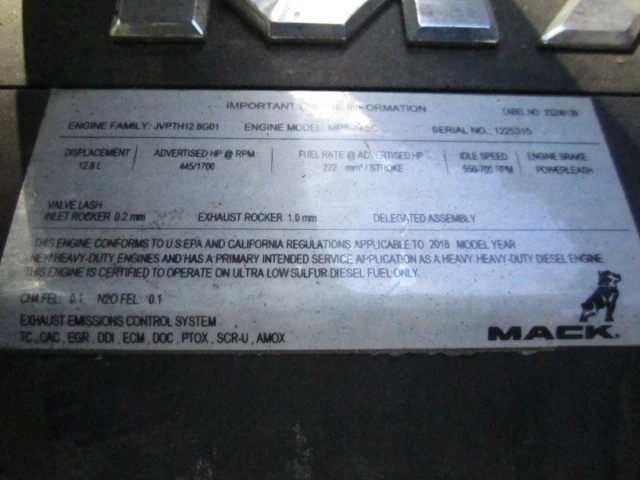 IMPORTANT ENGINE INFORMATION
LABEL NO.
ENGINE FAMILY: JVPTH12.8G01 ENGINE MODEL: SERIAL NO. 1225315
DISPLACEMENT ADVERTISED HP @ RPM FUEL RATE @ ADVERTISED HP IDLE SPEED ENGINE BRAKE
12.8 L 445/1700 222 mm³ / STROKE 550-700 RPM POWERLEASH
VALVE LASH
INLET ROCKER 0.2 mm EXHAUST ROCKER 1.0 mm DELEGATED ASSEMBLY
THIS ENGINE CONFORMS TO U.S EPA AND CALIFORNIA REGULATIONS APPLICABLE TO 2018 MODEL YEAR
NEW HEAVY-DUTY ENGINES AND HAS A PRIMARY INTENDED SERVICE APPLICATION AS A HEAVY HEAVY-DUTY DIESEL ENGINE.
THIS ENGINE IS CERTIFIED TO OPERATE ON ULTRA LOW SULFUR DIESEL FUEL ONLY.
CH4 FEL: 0.1 N2O FEL: 0.1
EXHAUST EMISSIONS CONTROL SYSTEM
TC , CAC , EGR , DDI , ECM , DOC , PTOX , SCR-U , AMOX
MACK.